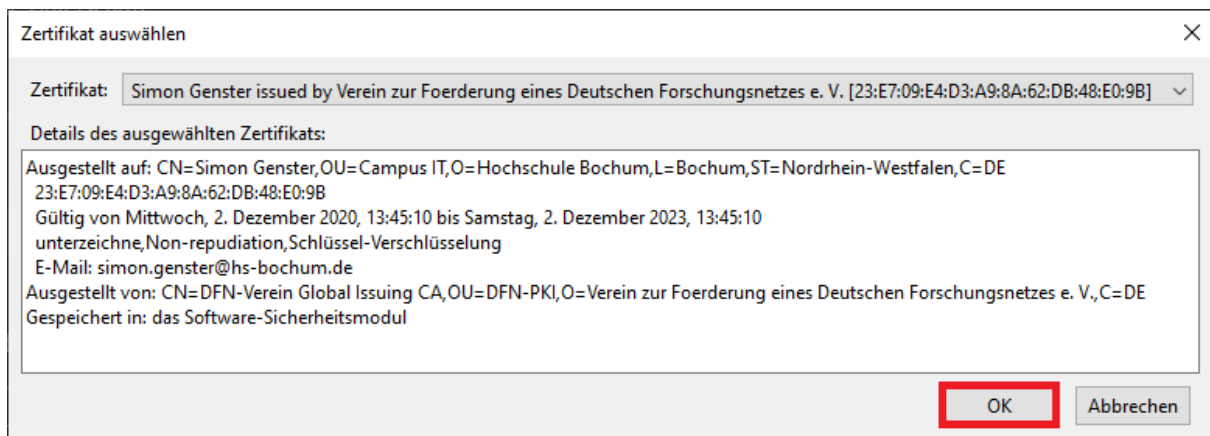 Zertifikat auswählen
Zertifikat: Simon Genster issued by Verein zur Foerderung eines Deutschen Forschungsnetzes e. V. [23:E7:09:E4:D3:A9:8A:62:DB:48:E0:9B]
Details des ausgewählten Zertifikats:
Ausgestellt auf: CN=Simon Genster,OU=Campus IT,O=Hochschule Bochum,L=Bochum,ST=Nordrhein-Westfalen,C=DE
23:E7:09:E4:D3:A9:8A:62:DB:48:E0:9B
Gültig von Mittwoch, 2. Dezember 2020, 13:45:10 bis Samstag, 2. Dezember 2023, 13:45:10
unterzeichne,Non-repudiation,Schlüssel-Verschlüsselung
E-Mail: simon.genster@hs-bochum.de
Ausgestellt von: CN=DFN-Verein Global Issuing CA,OU=DFN-PKI,O=Verein zur Foerderung eines Deutschen Forschungsnetzes e. V.,C=DE
Gespeichert in: das Software-Sicherheitsmodul
OK Abbrechen